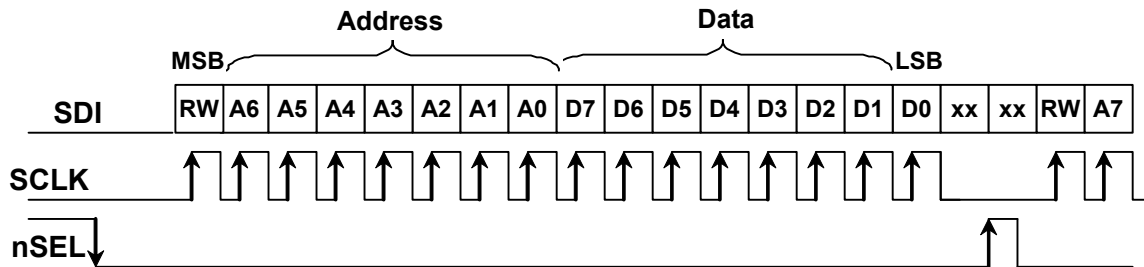 Address Data
MSB LSB
SDI RW A6 A5 A4 A3 A2 A1 A0 D7 D6 D5 D4 D3 D2 D1 D0 xx xx RW A7
SCLK
nSEL